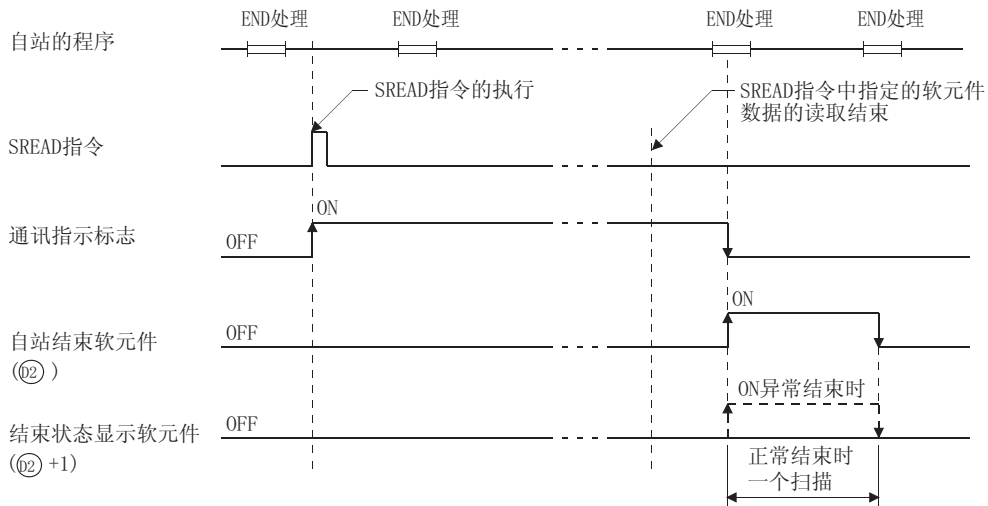 END处理 END处理 END处理 END处理
自站的程序
SREAD指令的执行
SREAD指令中指定的软元件
数据的读取结束
SREAD指令
ON
通讯指示标志
OFF
ON
自站结束软元件
OFF
(D2)
ON异常结束时
结束状态显示软元件
OFF
(D2+1)
正常结束时
一个扫描